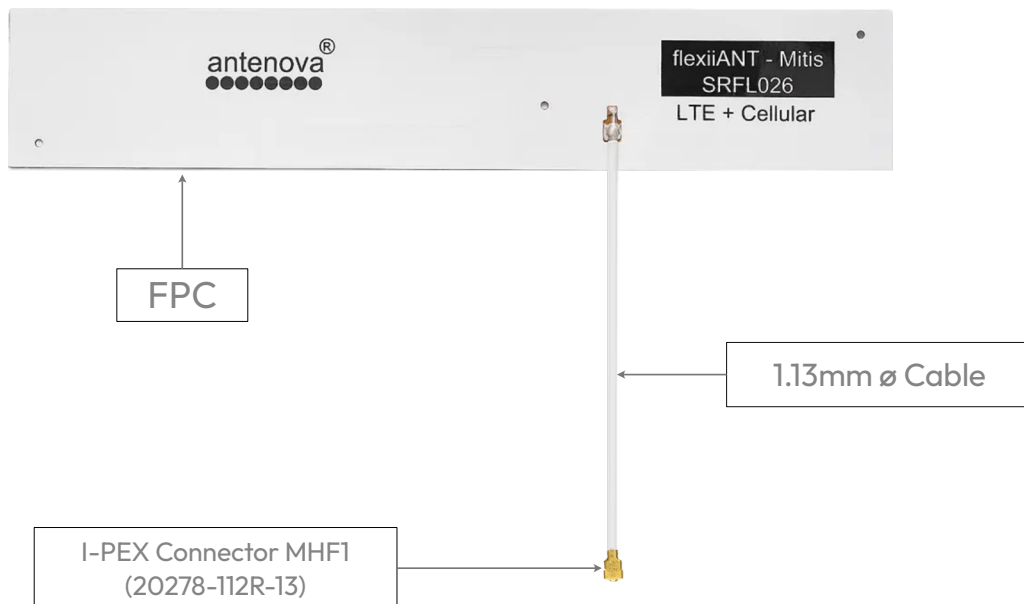 antenova®
flexiiANT - Mitis
SRFL026
LTE + Cellular
FPC
1.13mm ø Cable
I-PEX Connector MHF1
(20278-112R-13)